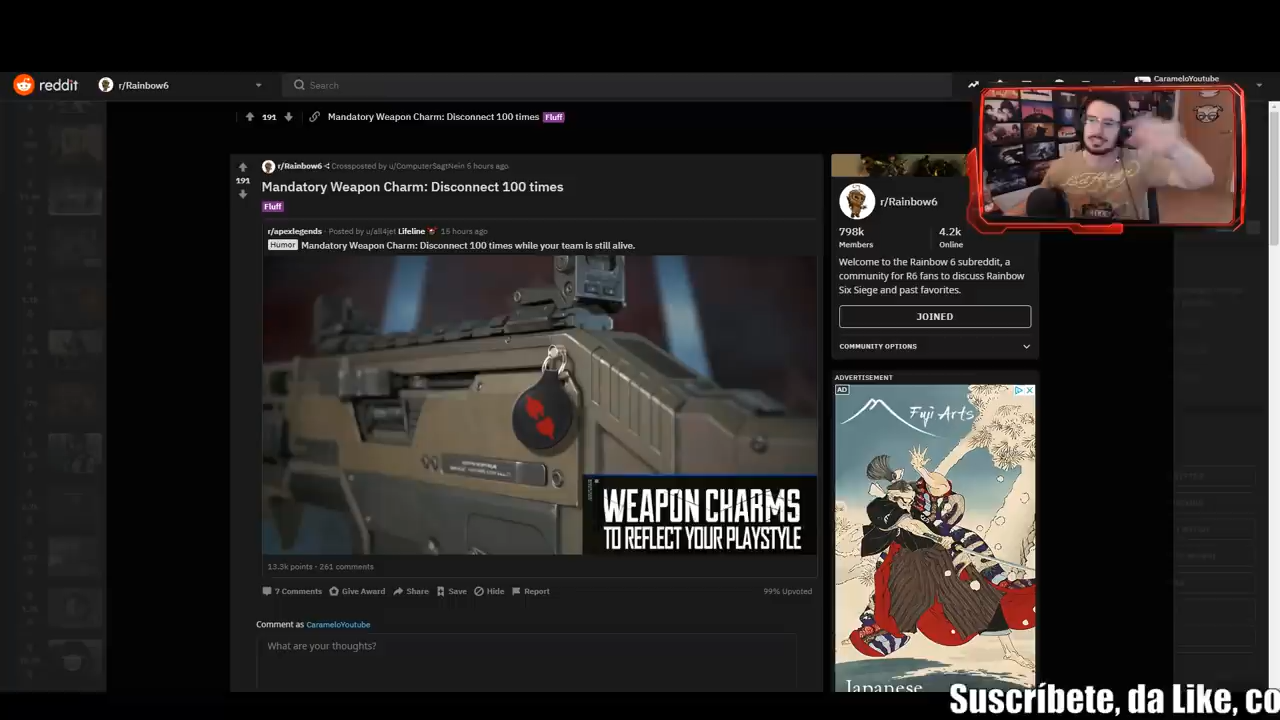 reddit
r/Rainbow6
Search
CarameloYoutube
191
Mandatory Weapon Charm: Disconnect 100 times
Fluff
r/Rainbow6
Crossposted by u/ComputerSagtNein 6 hours ago
191
Mandatory Weapon Charm: Disconnect 100 times
Fluff
r/apexlegends · Posted by u/all4jet Lifeline
15 hours ago
Humor
Mandatory Weapon Charm: Disconnect 100 times while your team is still alive.
WEAPON CHARMS
TO REFLECT YOUR PLAYSTYLE
13.3k points · 261 comments
7 Comments
Give Award
Share
Save
Hide
Report
99% Upvoted
Comment as CarameloYoutube
What are your thoughts?
r/Rainbow6
798k
4.2k
Members
Online
Welcome to the Rainbow 6 subreddit, a
community for R6 fans to discuss Rainbow
Six Siege and past favorites.
JOINED
COMMUNITY OPTIONS
ADVERTISEMENT
AD
Fuji Arts
Japanese
Suscríbete, da Like, co